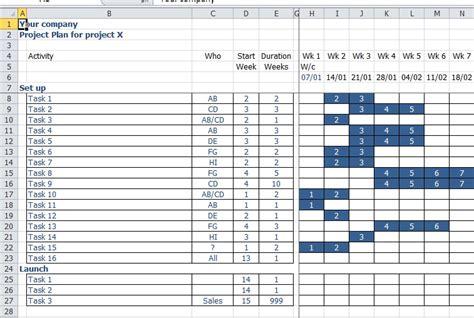 A B C D E F G H I J K L M N
1 Your company
2 Project Plan for project X
3
4 Activity Who Start Duration Wk 1 Wk 2 Wk 3 Wk 4 Wk 5 Wk 6 Wk 7
5 Week Weeks W/c
6 07/01 14/01 21/01 28/01 04/02 11/02 18/02
7 Set up
8 Task 1 AB 2 2 2 3
9 Task 2 CD 3 3 3 4 5
10 Task 3 AB/CD 2 1 2
11 Task 4 AB 3 3 3 4 5
12 Task 5 DE 3 3 3 4 5
13 Task 6 FG 2 2 2 3
14 Task 7 HI 2 2 2 3
15 Task 8 FG 4 5 4 5 6 7
16 Task 9 CD 4 10 4 5 6 7
17 Task 10 AB/CD 1 2 1 2
18 Task 11 AB 1 1 1
19 Task 12 DE 2 1 2
20 Task 13 FG 4 3 4 5 6
21 Task 14 HI 3 1 3
22 Task 15 ? 1 2 1 2
23 Task 16 All 13 1
24 Launch
25 Task 1 14 1
26 Task 2 14 1
27 Task 3 Sales 15 999
28